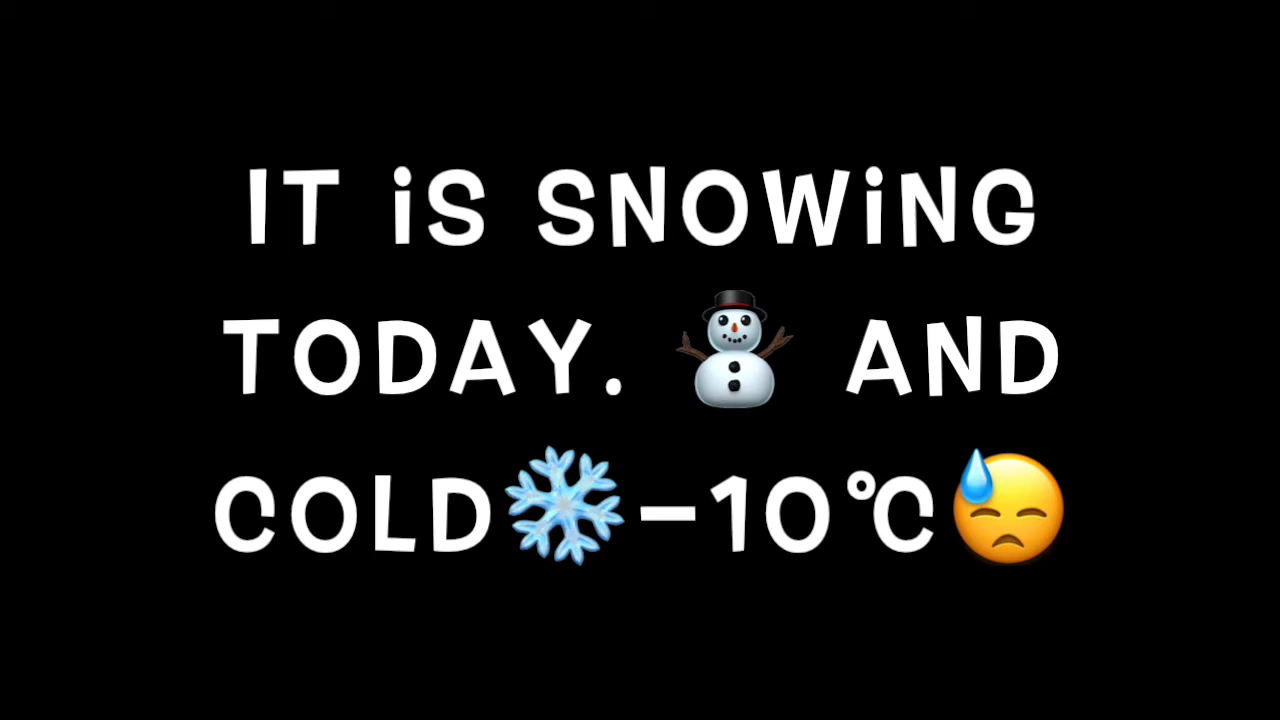 IT iS SNOWiNG
TODAY. ⛄ AND
COLD❄️-10℃😓